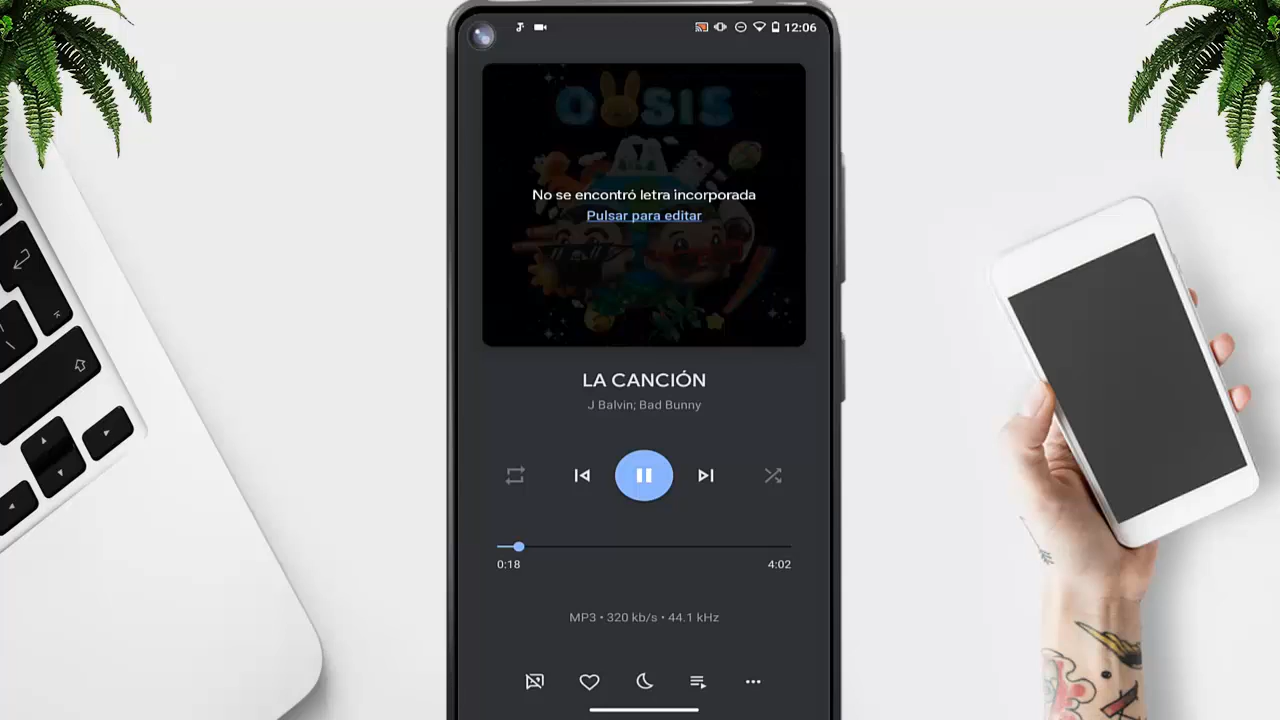 12:06
OASIS
No se encontró letra incorporada
Pulsar para editar
LA CANCIÓN
J Balvin; Bad Bunny
0:18
4:02
MP3 • 320 kb/s • 44.1 kHz